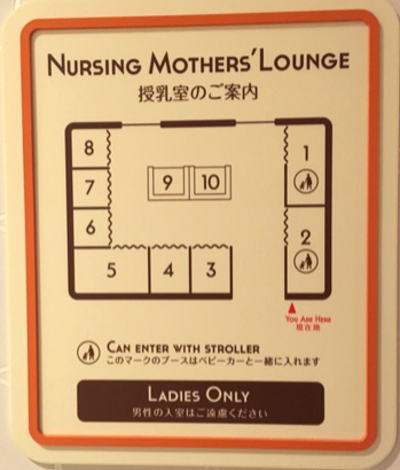 NURSING MOTHERS' LOUNGE
授乳室のご案内
8
1
9
10
7
6
2
5
4
3
You Are Here
現在地
CAN ENTER WITH STROLLER
このマークのブースはベビーカーと一緒に入れます
LADIES ONLY
男性の入室はご遠慮ください